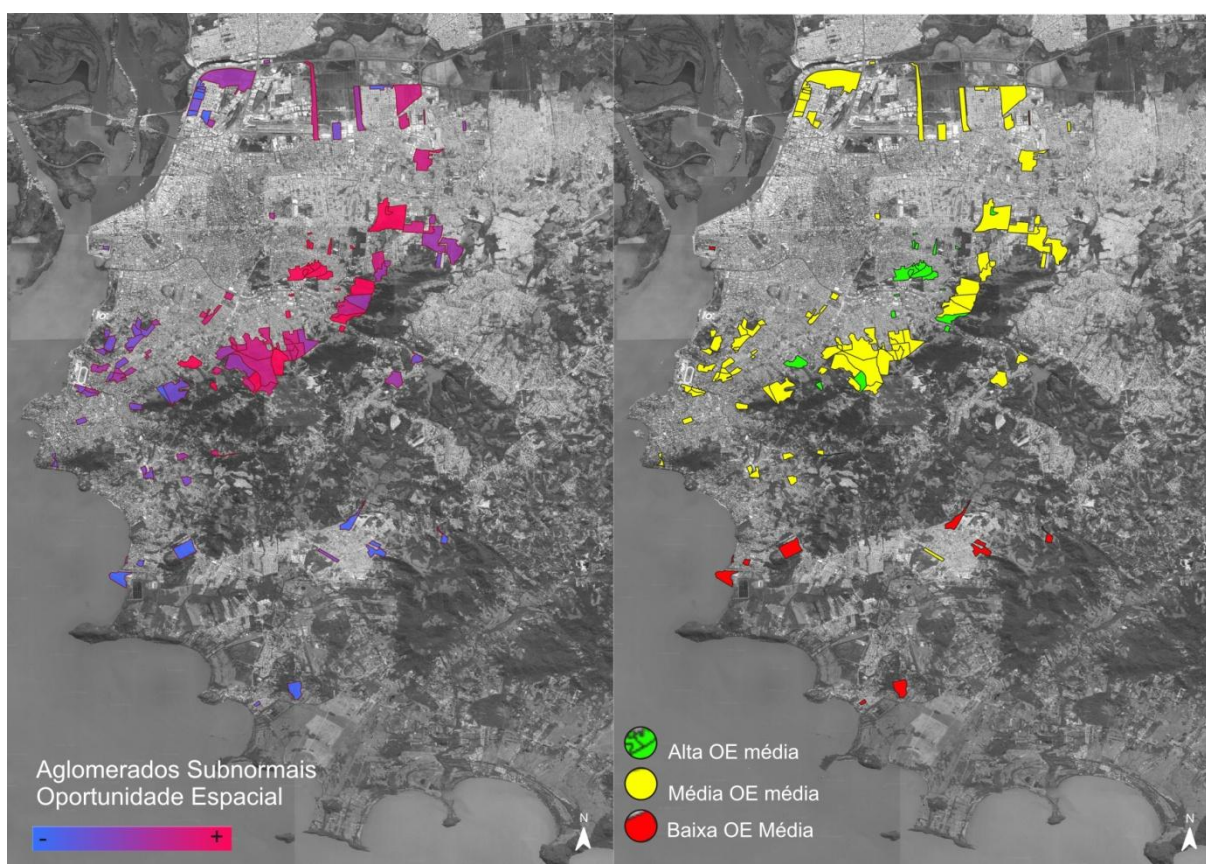 Aglomerados Subnormais
Oportunidade Espacial
- +
N
Alta OE média
Média OE média
Baixa OE Média
N